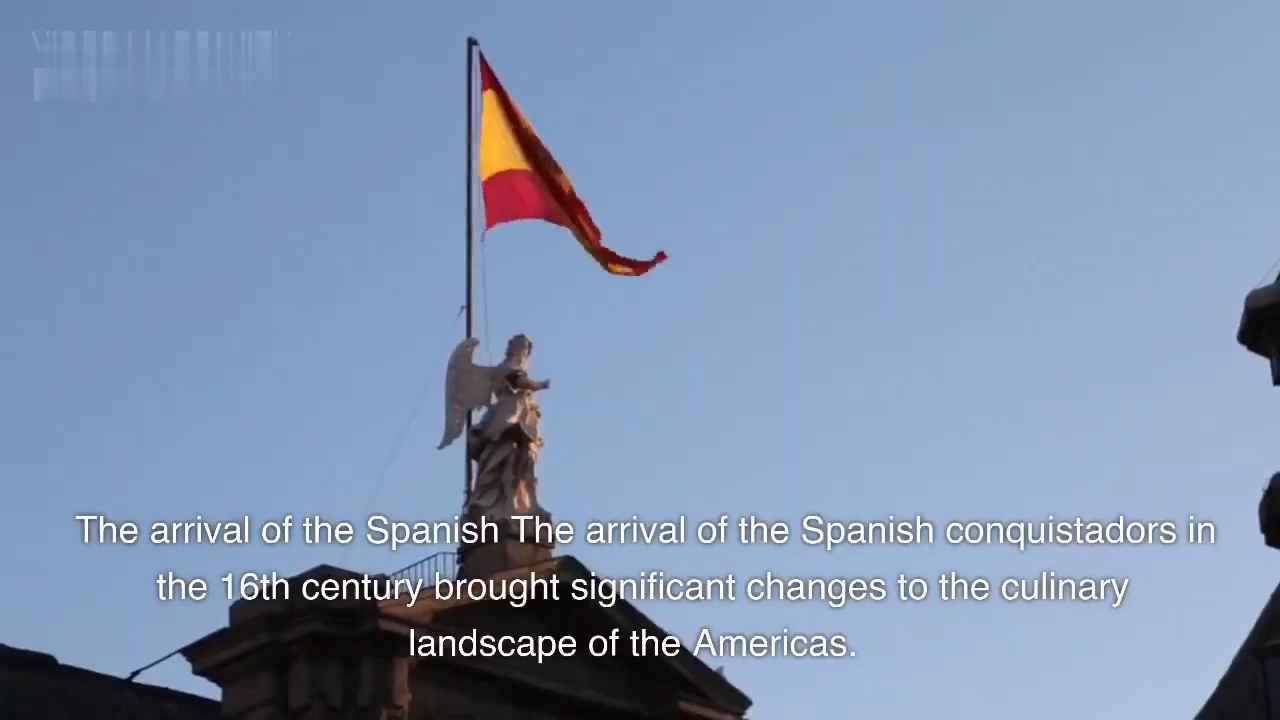 The arrival of the Spanish The arrival of the Spanish conquistadors in
the 16th century brought significant changes to the culinary
landscape of the Americas.